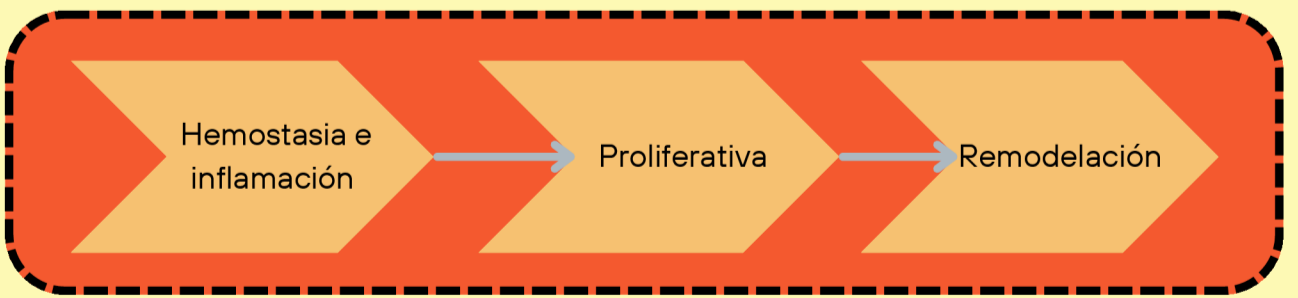 Hemostasia e
inflamación
Proliferativa
Remodelación